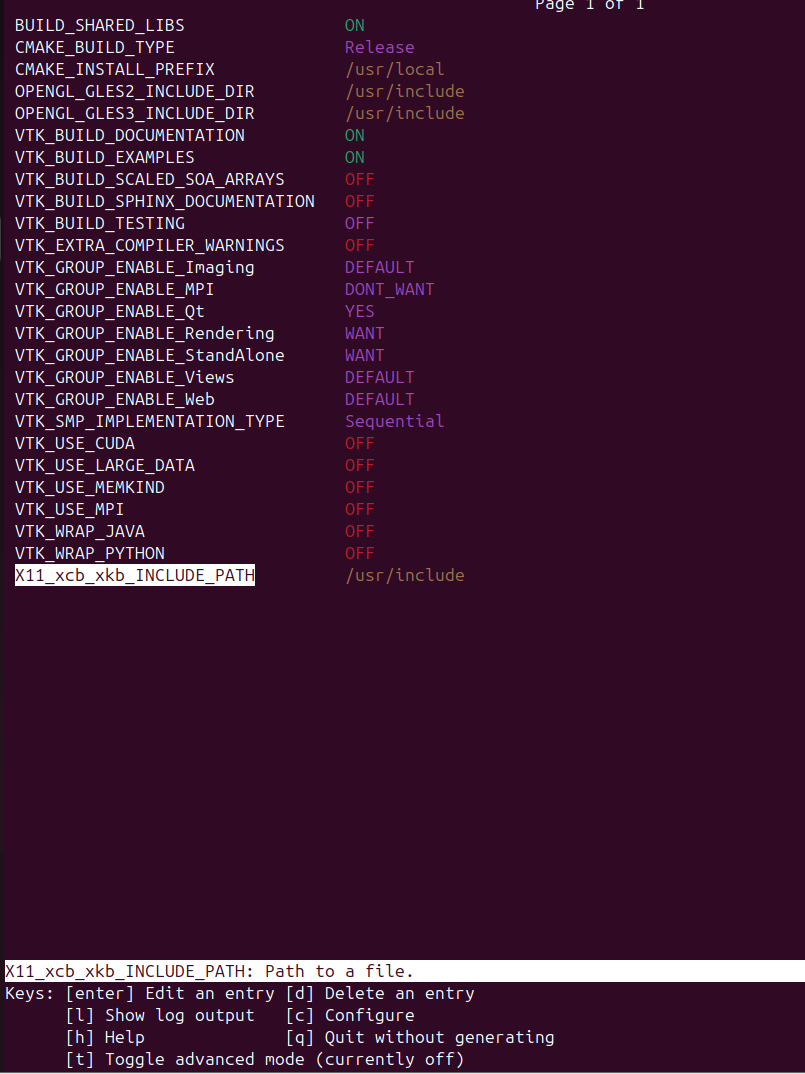 Page 1 of 1
BUILD_SHARED_LIBS ON
CMAKE_BUILD_TYPE Release
CMAKE_INSTALL_PREFIX /usr/local
OPENGL_GLES2_INCLUDE_DIR /usr/include
OPENGL_GLES3_INCLUDE_DIR /usr/include
VTK_BUILD_DOCUMENTATION ON
VTK_BUILD_EXAMPLES ON
VTK_BUILD_SCALED_SOA_ARRAYS OFF
VTK_BUILD_SPHINX_DOCUMENTATION OFF
VTK_BUILD_TESTING OFF
VTK_EXTRA_COMPILER_WARNINGS OFF
VTK_GROUP_ENABLE_Imaging DEFAULT
VTK_GROUP_ENABLE_MPI DONT_WANT
VTK_GROUP_ENABLE_Qt YES
VTK_GROUP_ENABLE_Rendering WANT
VTK_GROUP_ENABLE_StandAlone WANT
VTK_GROUP_ENABLE_Views DEFAULT
VTK_GROUP_ENABLE_Web DEFAULT
VTK_SMP_IMPLEMENTATION_TYPE Sequential
VTK_USE_CUDA OFF
VTK_USE_LARGE_DATA OFF
VTK_USE_MEMKIND OFF
VTK_USE_MPI OFF
VTK_WRAP_JAVA OFF
VTK_WRAP_PYTHON OFF
X11_xcb_xkb_INCLUDE_PATH /usr/include
X11_xcb_xkb_INCLUDE_PATH: Path to a file.
Keys: [enter] Edit an entry [d] Delete an entry
[l] Show log output [c] Configure
[h] Help [q] Quit without generating
[t] Toggle advanced mode (currently off)